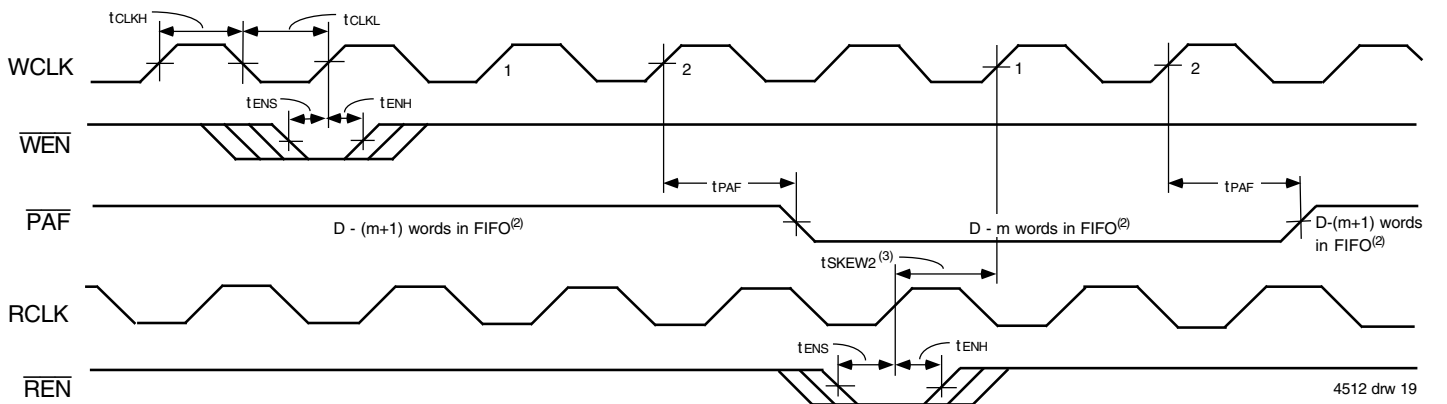 tCLKH
tCLKL
WCLK
1
2
1
2
tENS
tENH
WEN
tPAF
tPAF
PAF
D - (m+1) words in FIFO(2)
D - m words in FIFO(2)
D-(m+1) words
in FIFO(2)
tSKEW2(3)
RCLK
tENS
tENH
REN
4512 drw 19